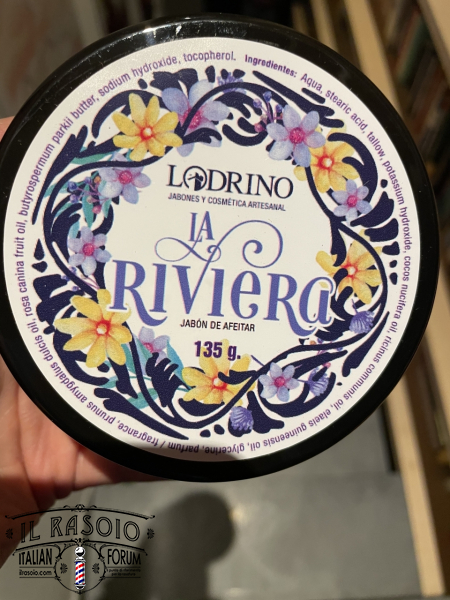 Ingredientes: Aqua, stearic acid, tallow, potassium hydroxide, cocos nucifera oil, ricinus communis oil, elaeis guineensis oil, glycerine, parfum / fragrance, prunus amygdalus dulcis oil, rosa canina fruit oil, butyrospermum parkii butter, sodium hydroxide, tocopherol.
LODRINO
JABONES Y COSMÉTICA ARTESANAL
LA
RIVIERA
JABÓN DE AFEITAR
135 g.
IL RASOIO
ITALIAN FORUM
ilrasoio.com